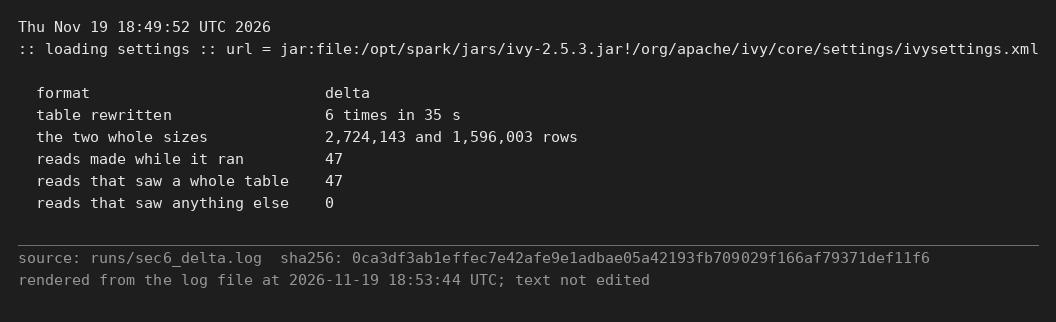 Thu Nov 19 18:49:52 UTC 2026
:: loading settings :: url = jar:file:/opt/spark/jars/ivy-2.5.3.jar!/org/apache/ivy/core/settings/ivysettings.xml
format delta
table rewritten 6 times in 35 s
the two whole sizes 2,724,143 and 1,596,003 rows
reads made while it ran 47
reads that saw a whole table 47
reads that saw anything else 0
source: runs/sec6_delta.log sha256: 0ca3df3ab1effec7e42afe9e1adbae05a42193fb709029f166af79371def11f6
rendered from the log file at 2026-11-19 18:53:44 UTC; text not edited